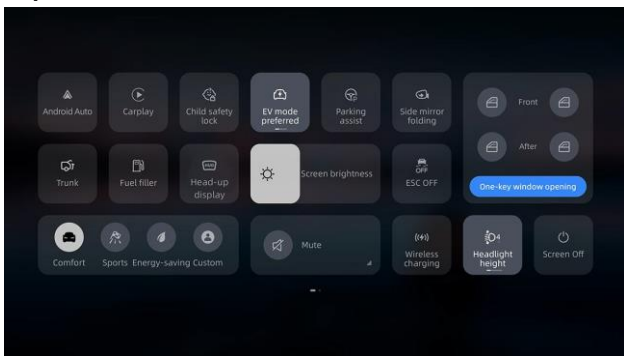 Android Auto
Carplay
Child safety
lock
EV mode
preferred
Parking
assist
Side mirror
folding
Front
After
One-key window opening
Trunk
Fuel filler
HUD
Head-up
display
Screen brightness
OFF
ESC OFF
Comfort
Sports
Energy-saving
Custom
Mute
Wireless
charging
4
Headlight
height
Screen Off